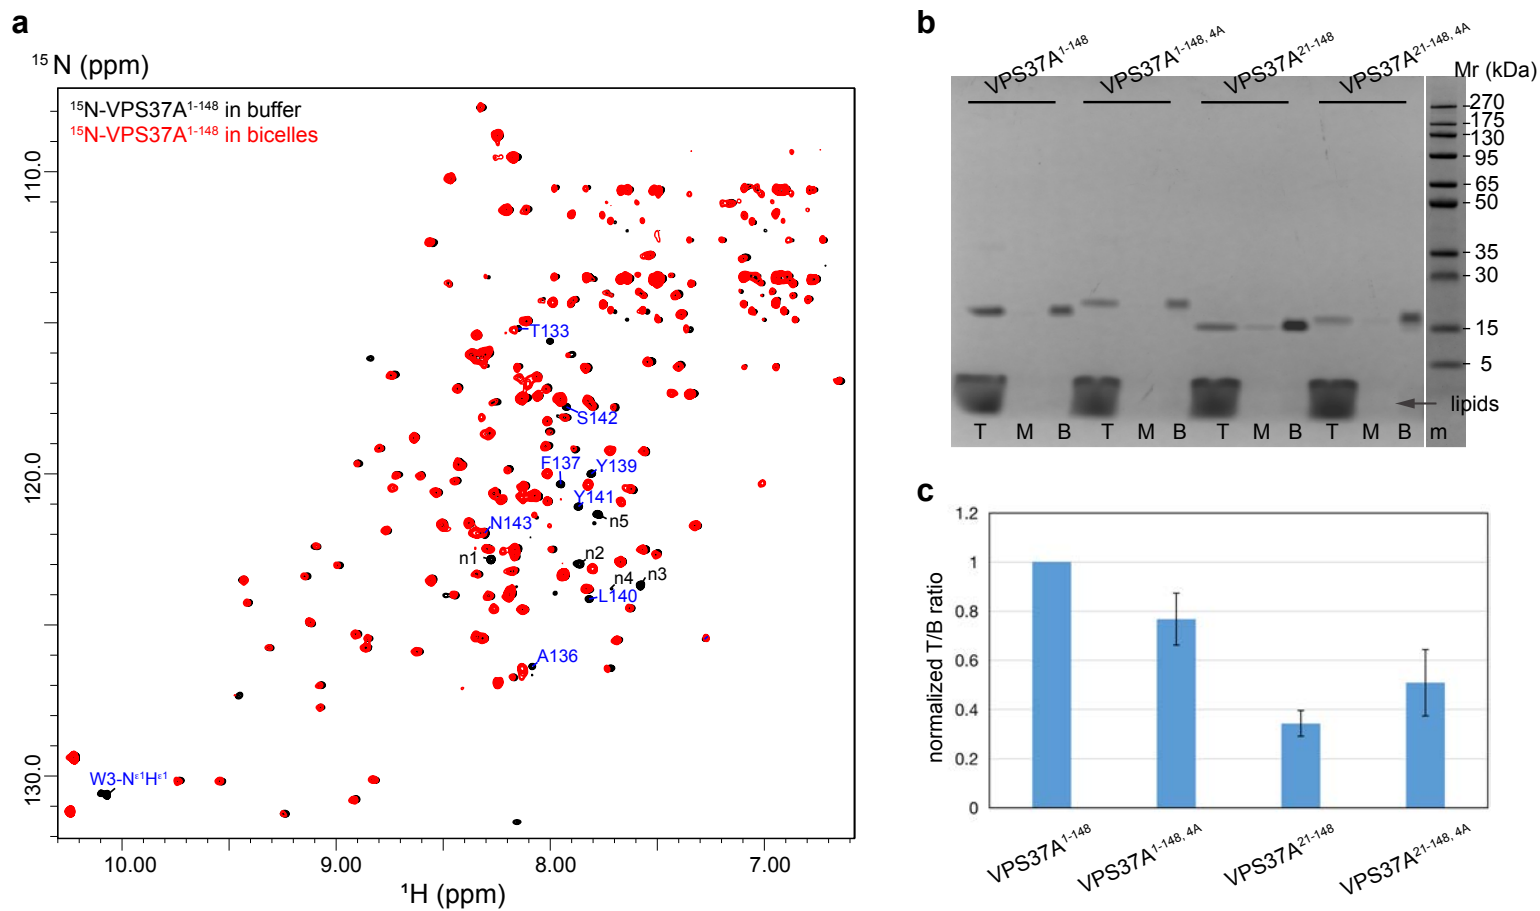 a
¹⁵N (ppm)
¹⁵N-VPS37A¹⁻¹⁴⁸ in buffer
¹⁵N-VPS37A¹⁻¹⁴⁸ in bicelles
110.0
120.0
130.0
T133
S142
F137
Y139
Y141
n5
N143
n1
n2
n4
n3
L140
A136
W3-Nᵋ¹Hᵋ¹
10.00
9.00
8.00
7.00
¹H (ppm)
b
VPS37A¹⁻¹⁴⁸
VPS37A¹⁻¹⁴⁸, ⁴ᴬ
VPS37A²¹⁻¹⁴⁸
VPS37A²¹⁻¹⁴⁸, ⁴ᴬ
Mr (kDa)
270
175
130
95
65
50
35
30
15
5
lipids
T M B T M B T M B T M B m
c
normalized T/B ratio
1.2
1
0.8
0.6
0.4
0.2
0
VPS37A¹⁻¹⁴⁸
VPS37A¹⁻¹⁴⁸, ⁴ᴬ
VPS37A²¹⁻¹⁴⁸
VPS37A²¹⁻¹⁴⁸, ⁴ᴬ